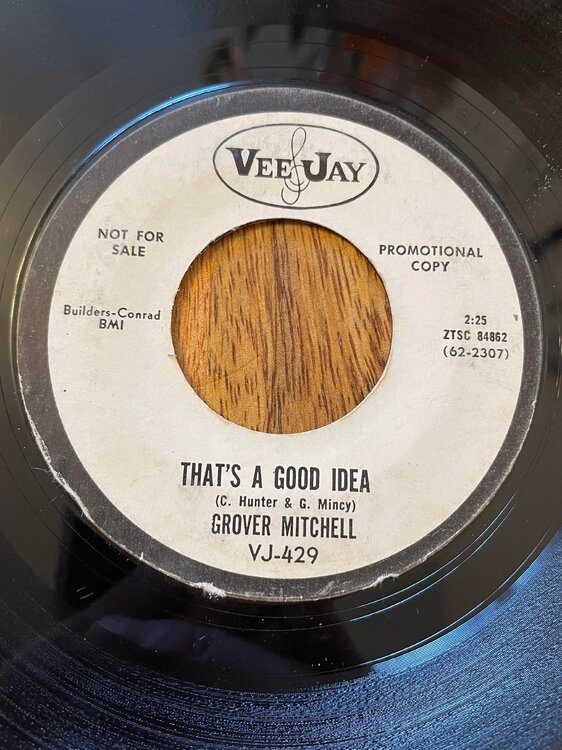 VEE JAY
NOT FOR
SALE
PROMOTIONAL
COPY
Builders-Conrad
BMI
2:25
ZTSC 84862
(62-2307)
THAT'S A GOOD IDEA
(C. Hunter & G. Mincy)
GROVER MITCHELL
VJ-429